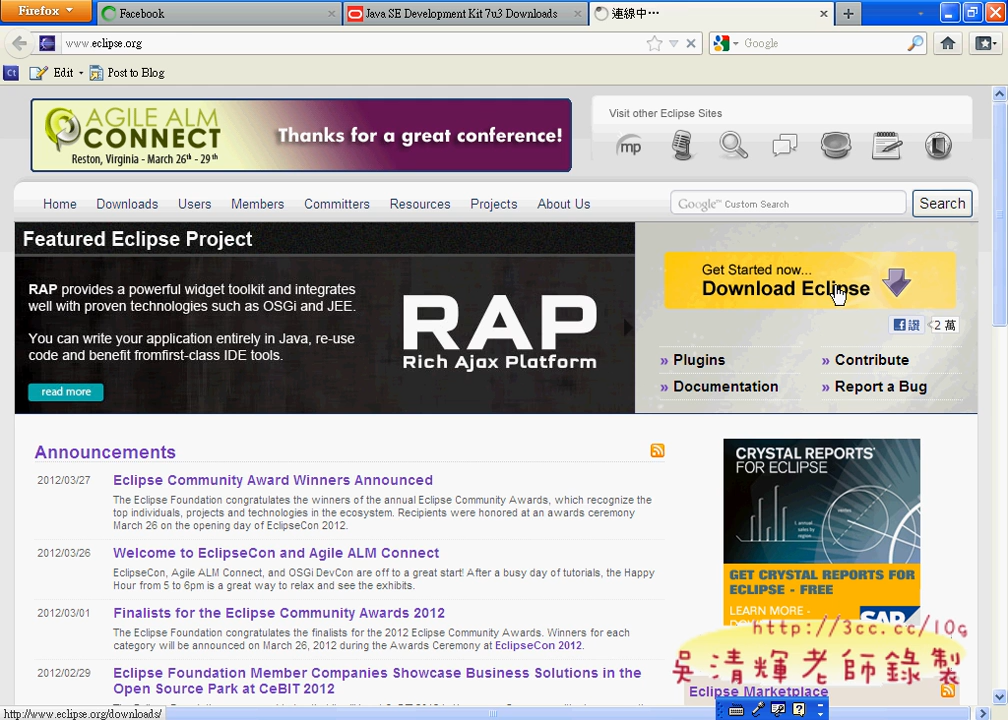 Firefox
Facebook
Java SE Development Kit 7u3 Downloads
連線中…
www.eclipse.org
Google
Edit
Post to Blog
AGILE ALM
CONNECT
Reston, Virginia - March 26th - 29th
Thanks for a great conference!
Visit other Eclipse Sites
mp
Home
Downloads
Users
Members
Committers
Resources
Projects
About Us
Google™ Custom Search
Search
Featured Eclipse Project
RAP provides a powerful widget toolkit and integrates
well with proven technologies such as OSGi and JEE.
You can write your application entirely in Java, re-use
code and benefit fromfirst-class IDE tools.
read more
RAP
Rich Ajax Platform
Get Started now...
Download Eclipse
讚
2 萬
» Plugins
» Contribute
» Documentation
» Report a Bug
Announcements
2012/03/27
Eclipse Community Award Winners Announced
The Eclipse Foundation congratulates the winners of the annual Eclipse Community Awards, which recognize the
top individuals, projects and technologies in the ecosystem. Recipients were honored at an awards ceremony
March 26 on the opening day of EclipseCon 2012.
2012/03/26
Welcome to EclipseCon and Agile ALM Connect
EclipseCon, Agile ALM Connect, and OSGi DevCon are off to a great start! After a busy day of tutorials, the Happy
Hour from 5 to 6pm is a great way to relax and see the exhibits.
2012/03/01
Finalists for the Eclipse Community Awards 2012
The Eclipse Foundation congratulates the finalists for the 2012 Eclipse Community Awards. Winners for each
category will be announced on March 26, 2012 during the Awards Ceremony at EclipseCon 2012.
2012/02/29
Eclipse Foundation Member Companies Showcase Business Solutions in the
Open Source Park at CeBIT 2012
CRYSTAL REPORTS®
FOR ECLIPSE
GET CRYSTAL REPORTS FOR
ECLIPSE - FREE
LEARN MORE -
SAP
http://3cc.cc/10g
吳清輝老師錄製
Eclipse Marketplace
http://www.eclipse.org/downloads/